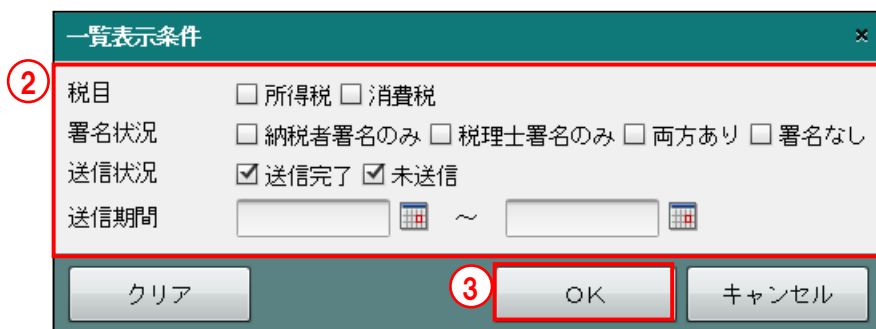 一覧表示条件 ×
② 税目 □ 所得税 □ 消費税
署名状況 □ 納税者署名のみ □ 税理士署名のみ □ 両方あり □ 署名なし
送信状況 ☑ 送信完了 ☑ 未送信
送信期間 ~
クリア ③ OK キャンセル